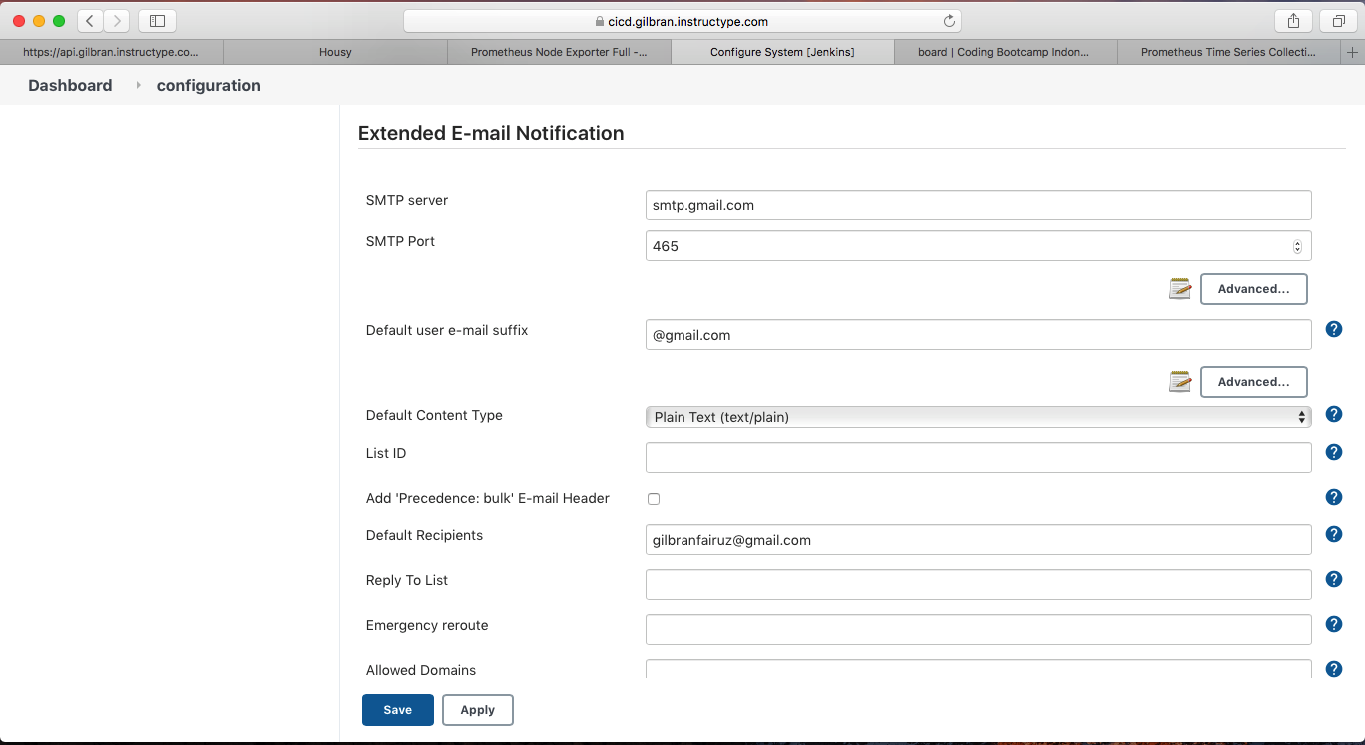 cicd.gilbran.instructype.com
https://api.gilbran.instructype.co...
Housy
Prometheus Node Exporter Full -...
Configure System [Jenkins]
board | Coding Bootcamp Indon...
Prometheus Time Series Collecti...
Dashboard
configuration
Extended E-mail Notification
SMTP server
smtp.gmail.com
SMTP Port
465
Advanced...
Default user e-mail suffix
@gmail.com
Advanced...
Default Content Type
Plain Text (text/plain)
List ID
Add 'Precedence: bulk' E-mail Header
Default Recipients
gilbranfairuz@gmail.com
Reply To List
Emergency reroute
Allowed Domains
Save
Apply